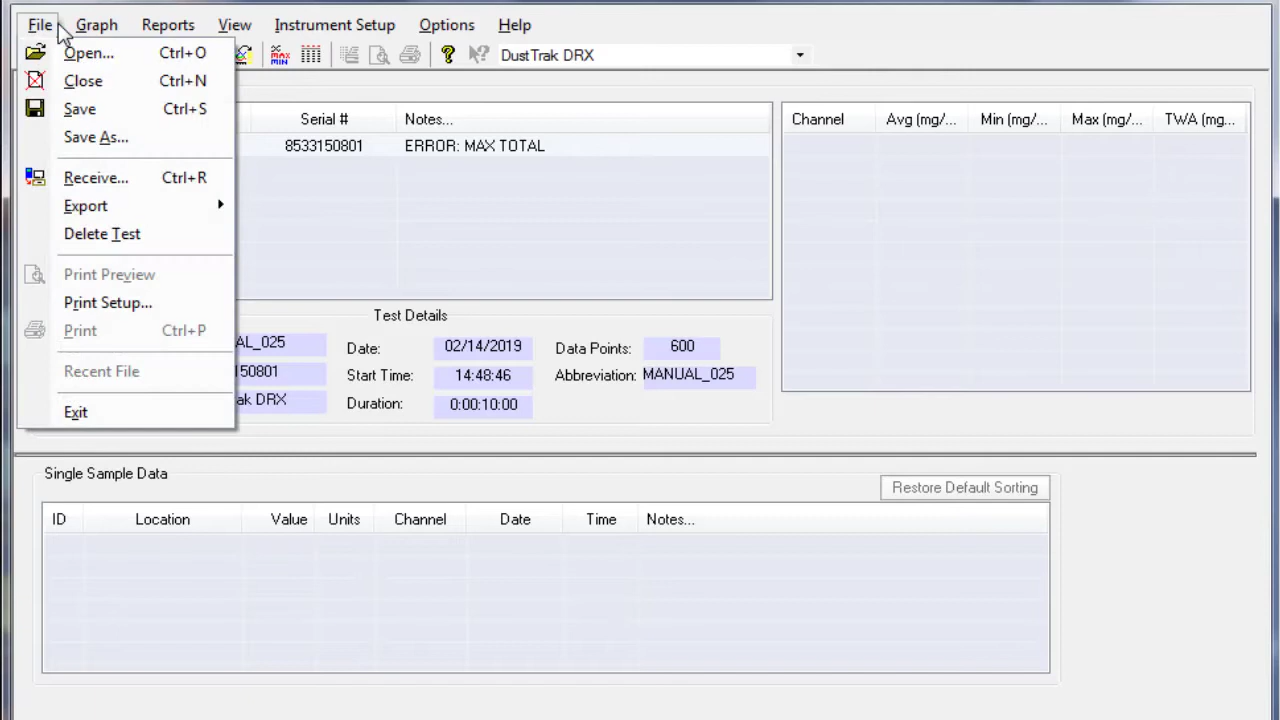 File Graph Reports View Instrument Setup Options Help
Open... Ctrl+O
DustTrak DRX
Close Ctrl+N
Save Ctrl+S
Save As...
Receive... Ctrl+R
Export
Delete Test
Print Preview
Print Setup...
Print Ctrl+P
Recent File
Exit
MAX
MIN
Serial # Notes...
8533150801 ERROR: MAX TOTAL
Channel Avg (mg/... Min (mg/... Max (mg/... TWA (mg...
Test Details
AL_025 Date: 02/14/2019 Data Points: 600
50801 Start Time: 14:48:46 Abbreviation: MANUAL_025
ak DRX Duration: 0:00:10:00
Single Sample Data
Restore Default Sorting
ID Location Value Units Channel Date Time Notes...